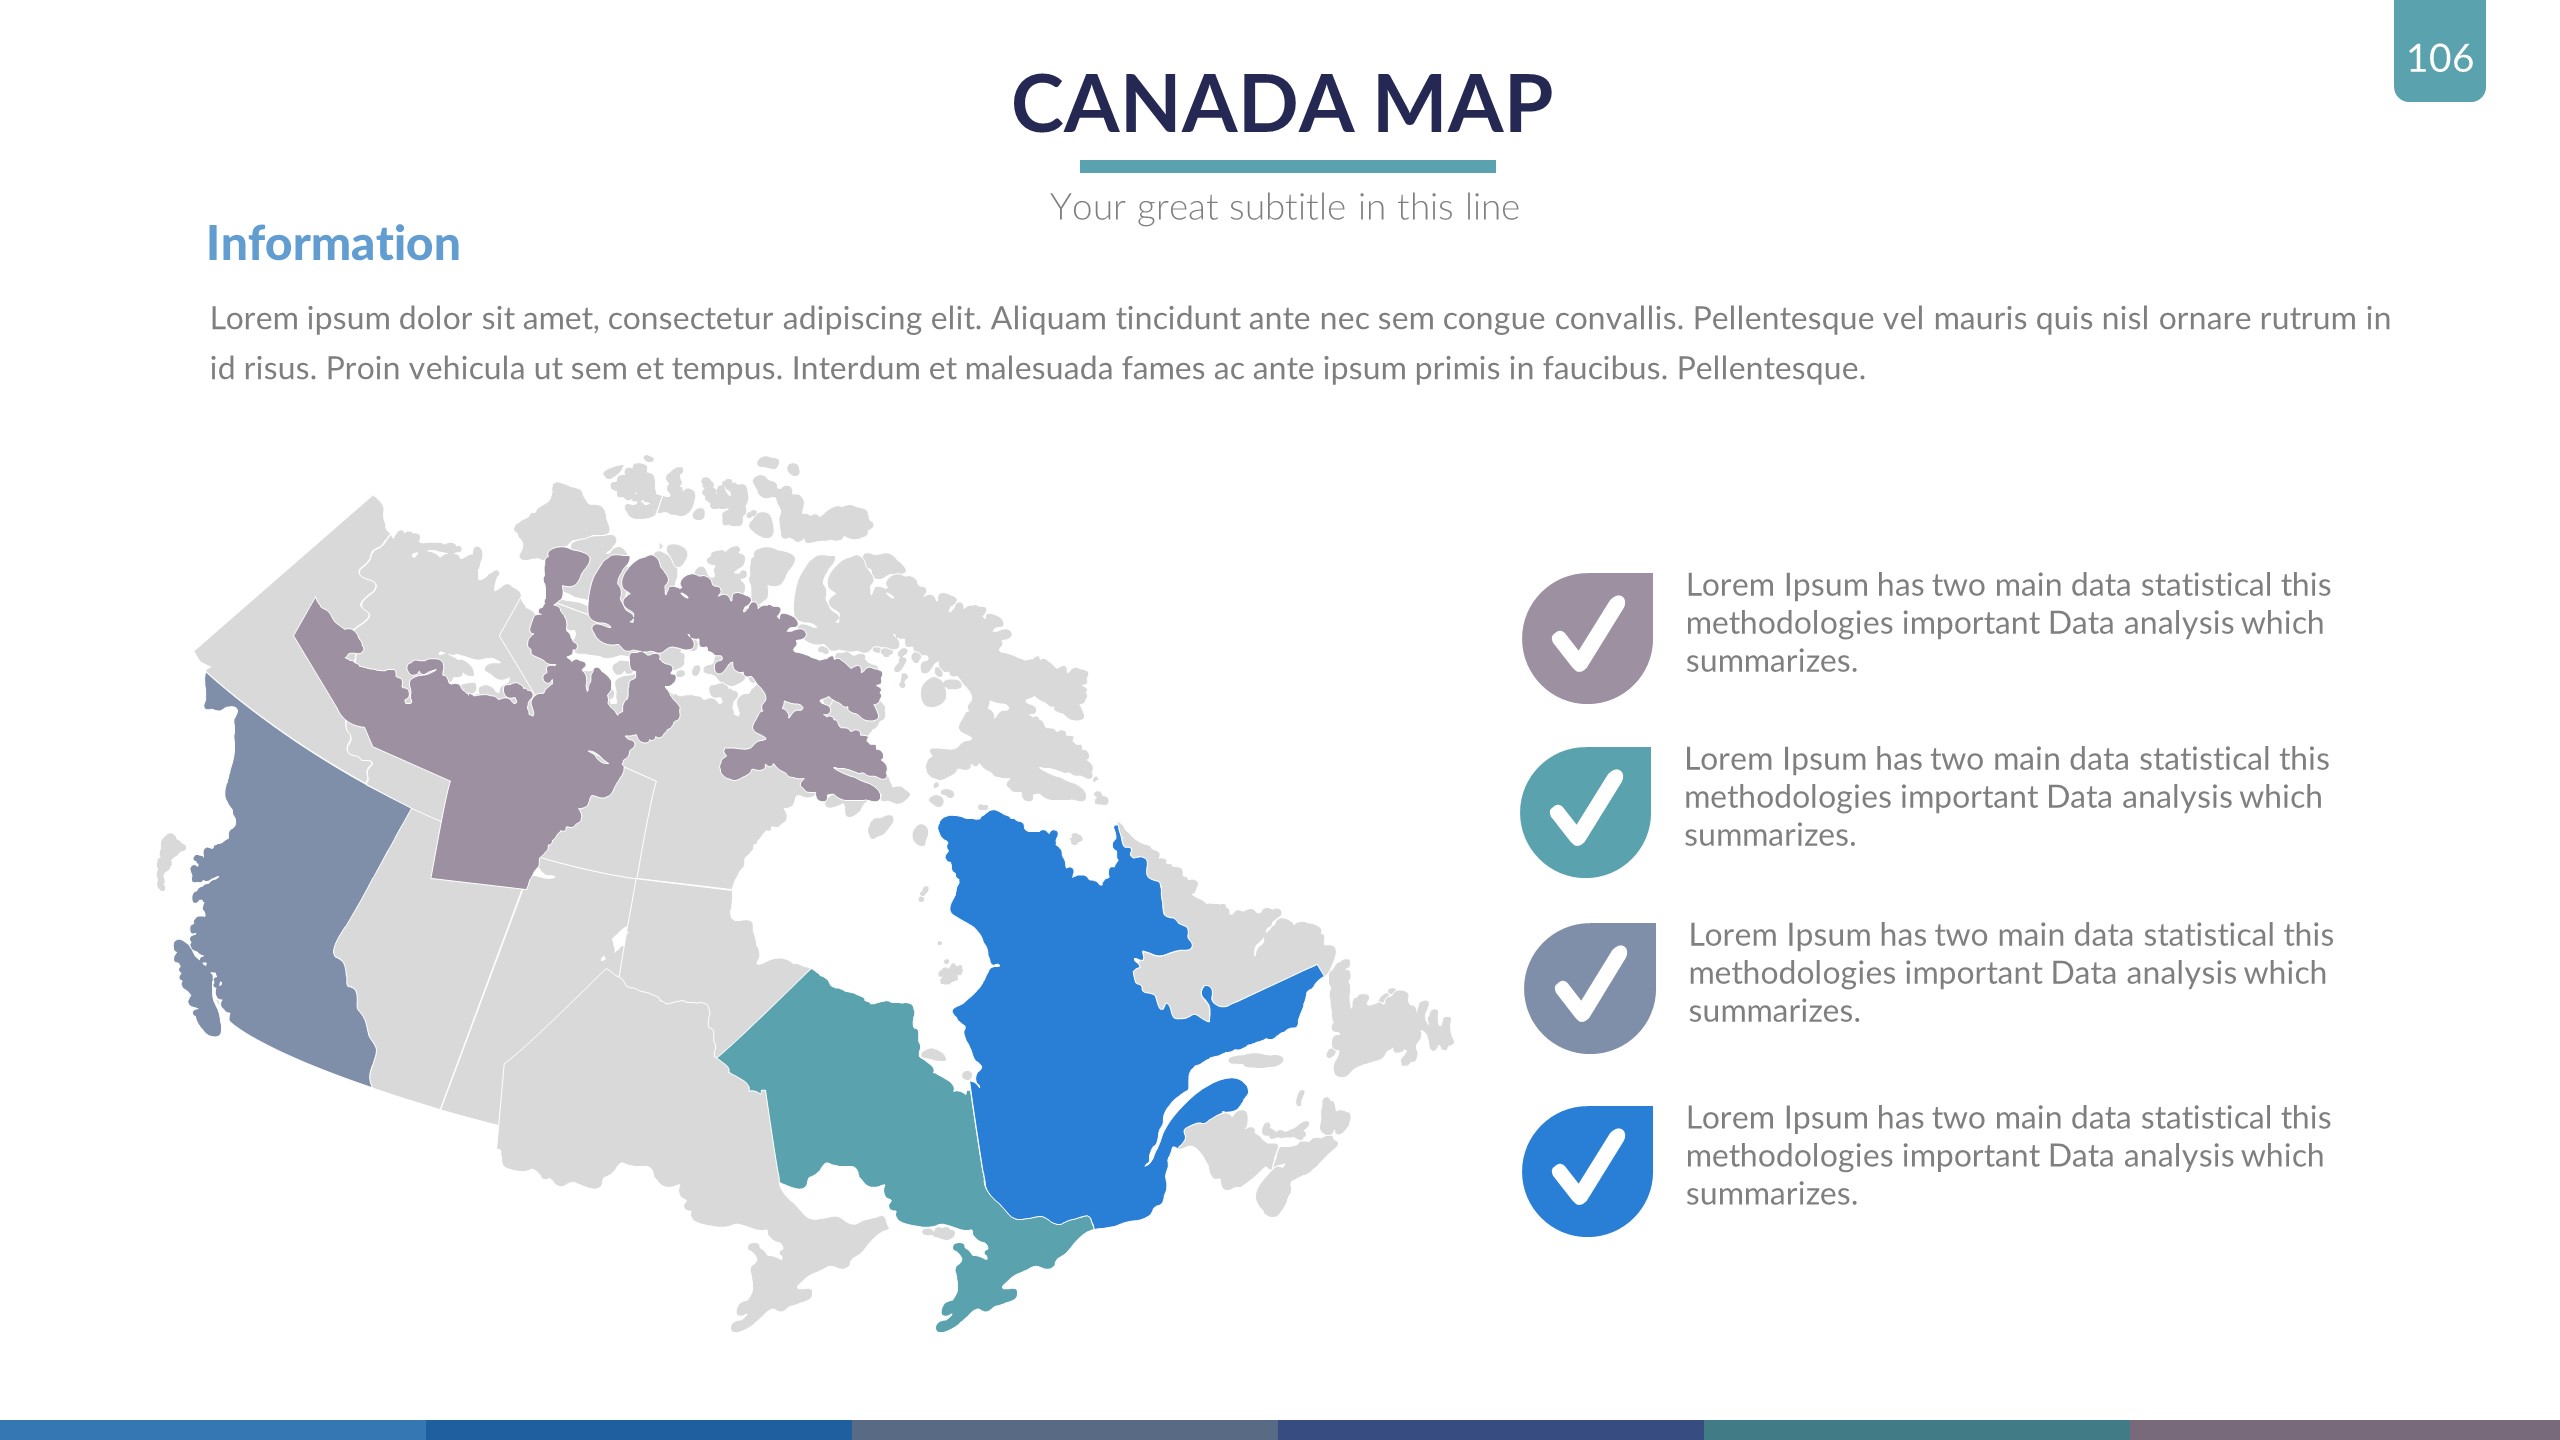 106
CANADA MAP
Your great subtitle in this line
Information
Lorem ipsum dolor sit amet, consectetur adipiscing elit. Aliquam tincidunt ante nec sem congue convallis. Pellentesque vel mauris quis nisl ornare rutrum in
id risus. Proin vehicula ut sem et tempus. Interdum et malesuada fames ac ante ipsum primis in faucibus. Pellentesque.
Lorem Ipsum has two main data statistical this
methodologies important Data analysis which
summarizes.
Lorem Ipsum has two main data statistical this
methodologies important Data analysis which
summarizes.
Lorem Ipsum has two main data statistical this
methodologies important Data analysis which
summarizes.
Lorem Ipsum has two main data statistical this
methodologies important Data analysis which
summarizes.